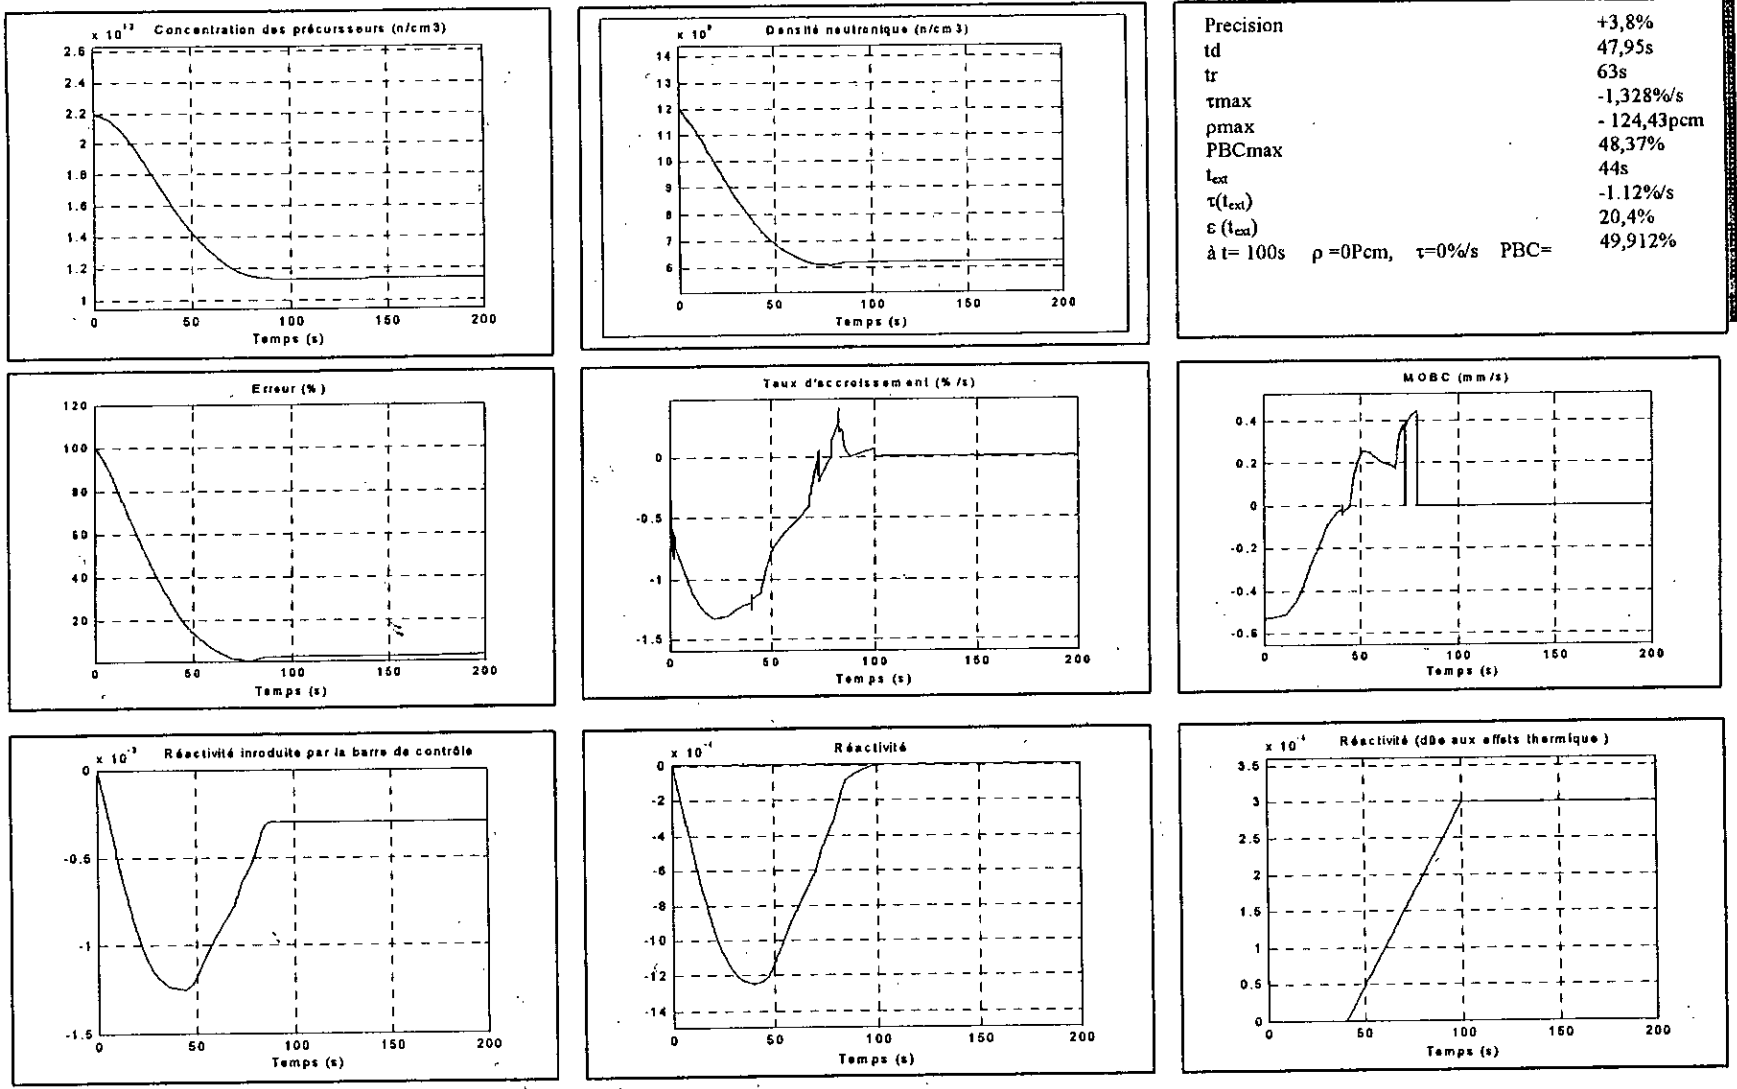 x 10¹³ Concentration des précurseurs (n/cm3)
2.6
2.4
2.2
2
1.8
1.6
1.4
1.2
1
0 50 100 150 200
Temps (s)
x 10⁹ Densité neutronique (n/cm3)
14
13
12
11
10
9
8
7
6
0 50 100 150 200
Temps (s)
Precision +3,8%
td 47,95s
tr 63s
τmax -1,328%/s
ρmax - 124,43pcm
PBCmax 48,37%
t_ext 44s
τ(t_ext) -1.12%/s
ε (t_ext) 20,4%
à t= 100s ρ =0Pcm, τ=0%/s PBC= 49,912%
Erreur (%)
120
100
80
60
40
20
0 50 100 150 200
Temps (s)
Taux d'accroissement (%/s)
0
-0.5
-1
-1.5
0 50 100 150 200
Temps (s)
MOBC (mm/s)
0.4
0.2
0
-0.2
-0.4
-0.6
0 50 100 150 200
Temps (s)
x 10⁻³ Réactivité inroduite par la barre de contrôle
0
-0.5
-1
-1.5
0 50 100 150 200
Temps (s)
x 10⁻⁴ Réactivité
0
-2
-4
-6
-8
-10
-12
-14
0 50 100 150 200
Temps (s)
x 10⁻⁴ Réactivité (dûe aux effets thermique )
3.5
3
2.5
2
1.5
1
0.5
0
0 50 100 150 200
Temps (s)